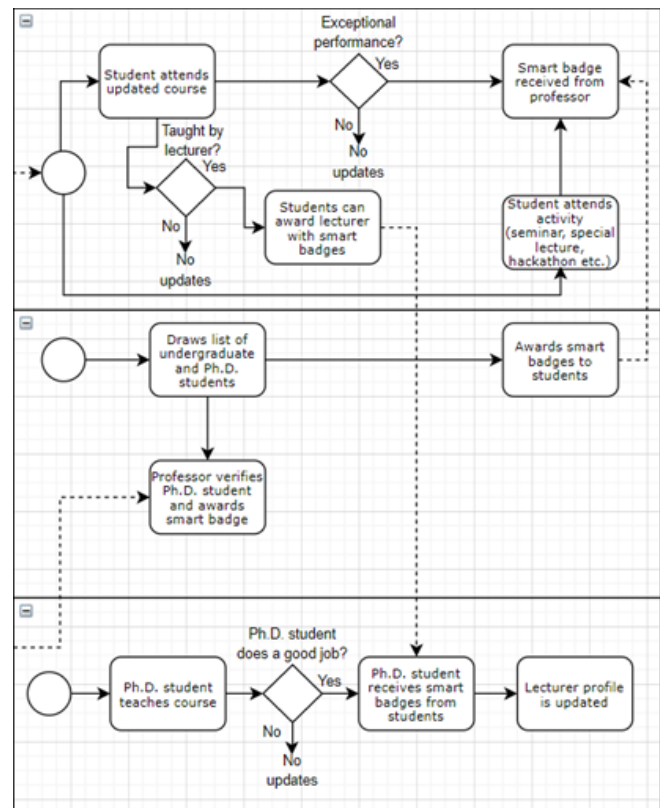 Exceptional
performance?
Student attends
updated course
Yes
Smart badge
received from
professor
No
No
updates
Taught by
lecturer?
Yes
No
No
updates
Students can
award lecturer
with smart
badges
Student attends
activity
(seminar, special
lecture,
hackathon etc.)
Draws list of
undergraduate
and Ph.D.
students
Awards smart
badges to
students
Professor verifies
Ph.D. student
and awards
smart badge
Ph.D. student
does a good job?
Ph.D. student
teaches course
Yes
No
No
updates
Ph.D. student
receives smart
badges from
students
Lecturer profile
is updated